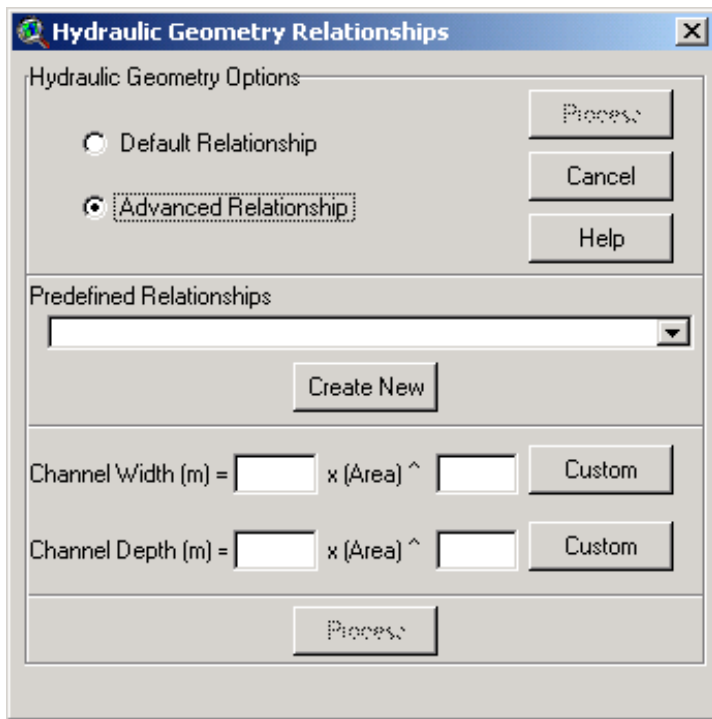 Hydraulic Geometry Relationships
Hydraulic Geometry Options
Process
Default Relationship
Cancel
Advanced Relationship
Help
Predefined Relationships
Create New
Channel Width (m) = x (Area) ^ Custom
Channel Depth (m) = x (Area) ^ Custom
Process